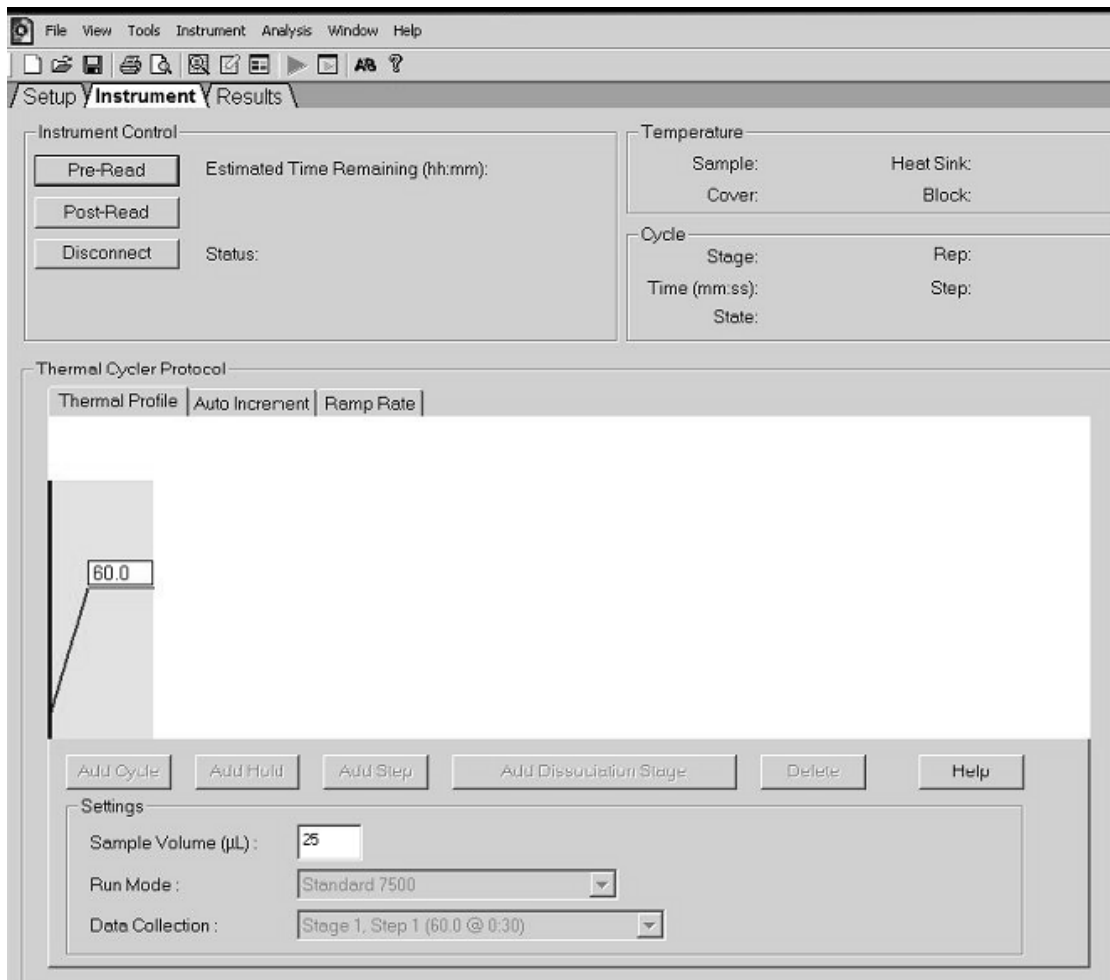 File View Tools Instrument Analysis Window Help
AB ?
Setup Instrument Results
Instrument Control
Pre-Read Estimated Time Remaining (hh:mm):
Post-Read
Disconnect Status:
Temperature
Sample: Heat Sink:
Cover: Block:
Cycle
Stage: Rep:
Time (mm:ss): Step:
State:
Thermal Cycler Protocol
Thermal Profile Auto Increment Ramp Rate
60.0
Add Cycle Add Hold Add Step Add Dissociation Stage Delete Help
Settings
Sample Volume (µL) : 25
Run Mode : Standard 7500
Data Collection : Stage 1, Step 1 (60.0 @ 0:30)